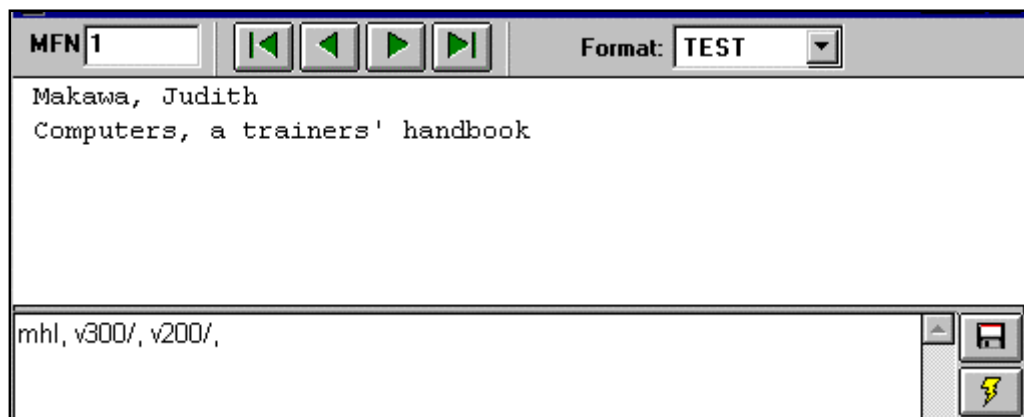 MFN 1 Format: TEST
Makawa, Judith
Computers, a trainers' handbook
mhl, v300/, v200/,